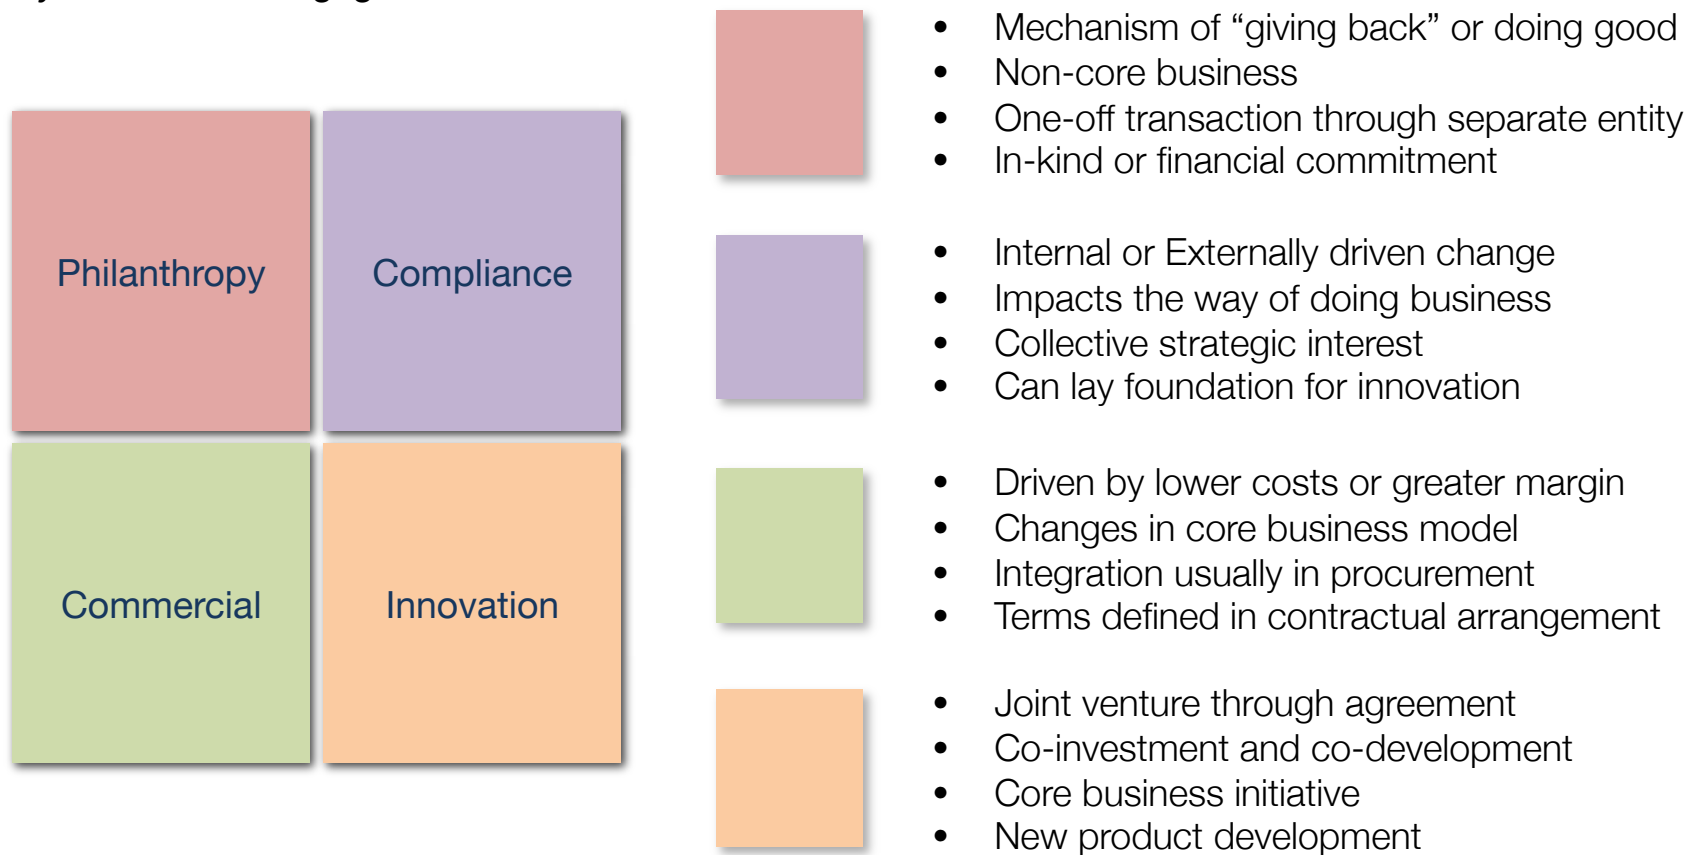 Philanthropy
Compliance
Commercial
Innovation
• Mechanism of “giving back” or doing good
• Non-core business
• One-off transaction through separate entity
• In-kind or financial commitment
• Internal or Externally driven change
• Impacts the way of doing business
• Collective strategic interest
• Can lay foundation for innovation
• Driven by lower costs or greater margin
• Changes in core business model
• Integration usually in procurement
• Terms defined in contractual arrangement
• Joint venture through agreement
• Co-investment and co-development
• Core business initiative
• New product development